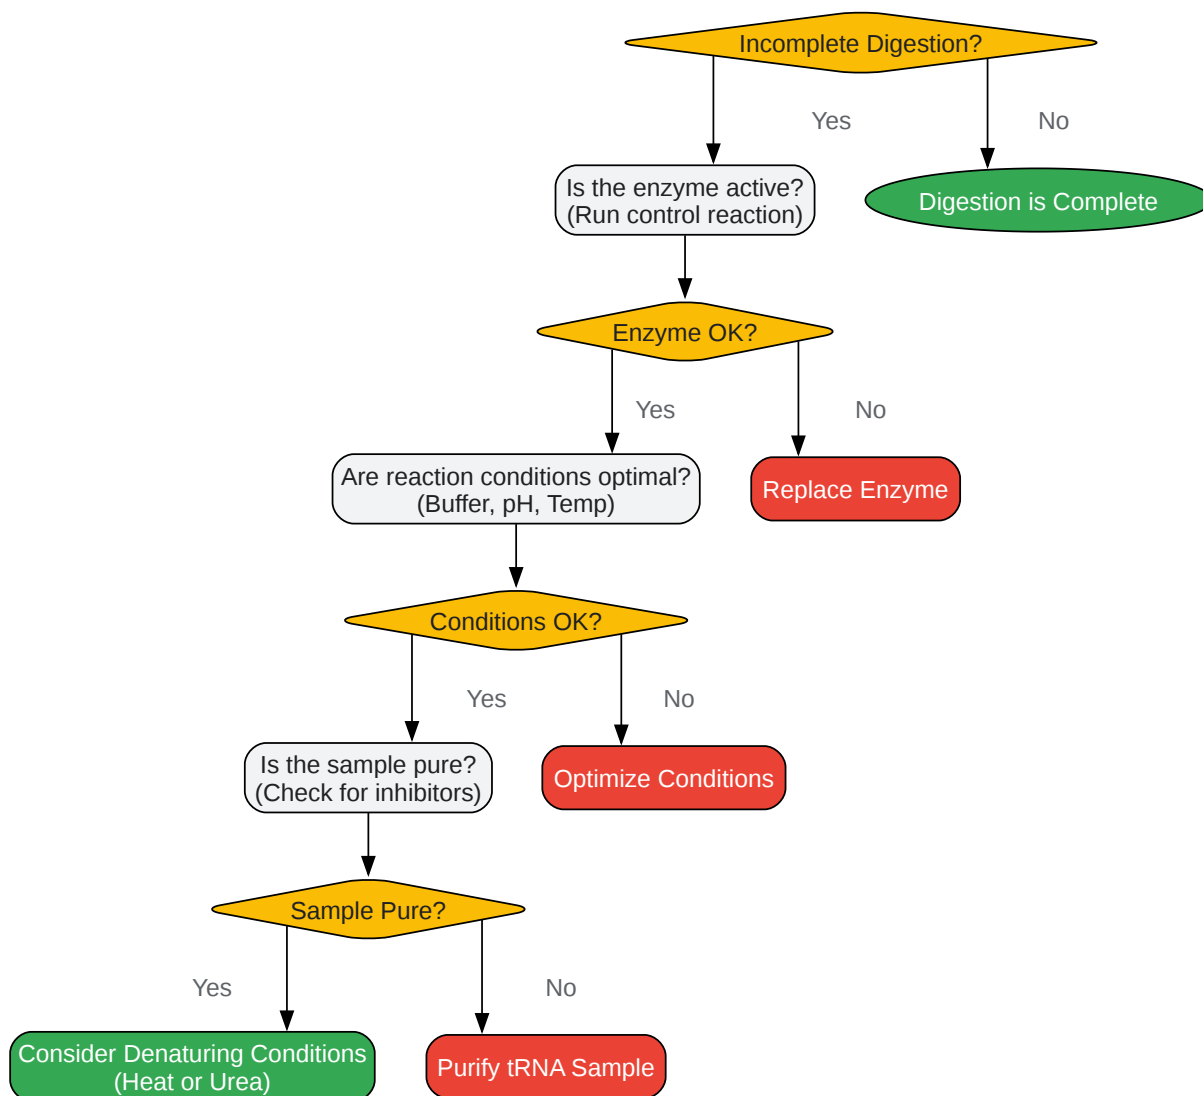 Incomplete Digestion?
Yes
No
Is the enzyme active?
(Run control reaction)
Digestion is Complete
Enzyme OK?
Yes
No
Are reaction conditions optimal?
(Buffer, pH, Temp)
Replace Enzyme
Conditions OK?
Yes
No
Is the sample pure?
(Check for inhibitors)
Optimize Conditions
Sample Pure?
Yes
No
Consider Denaturing Conditions
(Heat or Urea)
Purify tRNA Sample